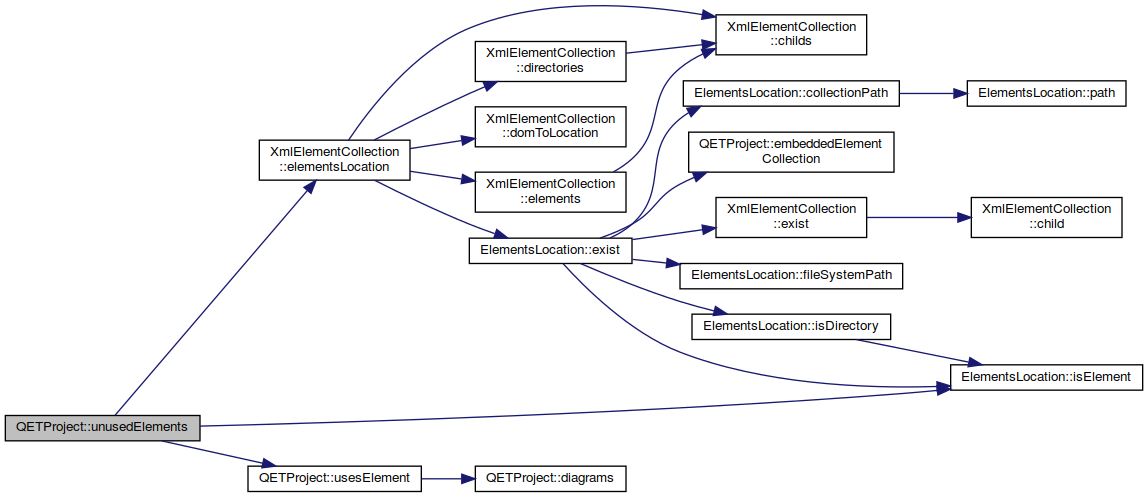 XmlElementCollection
::childs
XmlElementCollection
::directories
ElementsLocation::collectionPath
ElementsLocation::path
XmlElementCollection
::domToLocation
QETProject::embeddedElement
Collection
XmlElementCollection
::elementsLocation
XmlElementCollection
::elements
XmlElementCollection
::exist
XmlElementCollection
::child
ElementsLocation::exist
ElementsLocation::fileSystemPath
ElementsLocation::isDirectory
ElementsLocation::isElement
QETProject::unusedElements
QETProject::usesElement
QETProject::diagrams